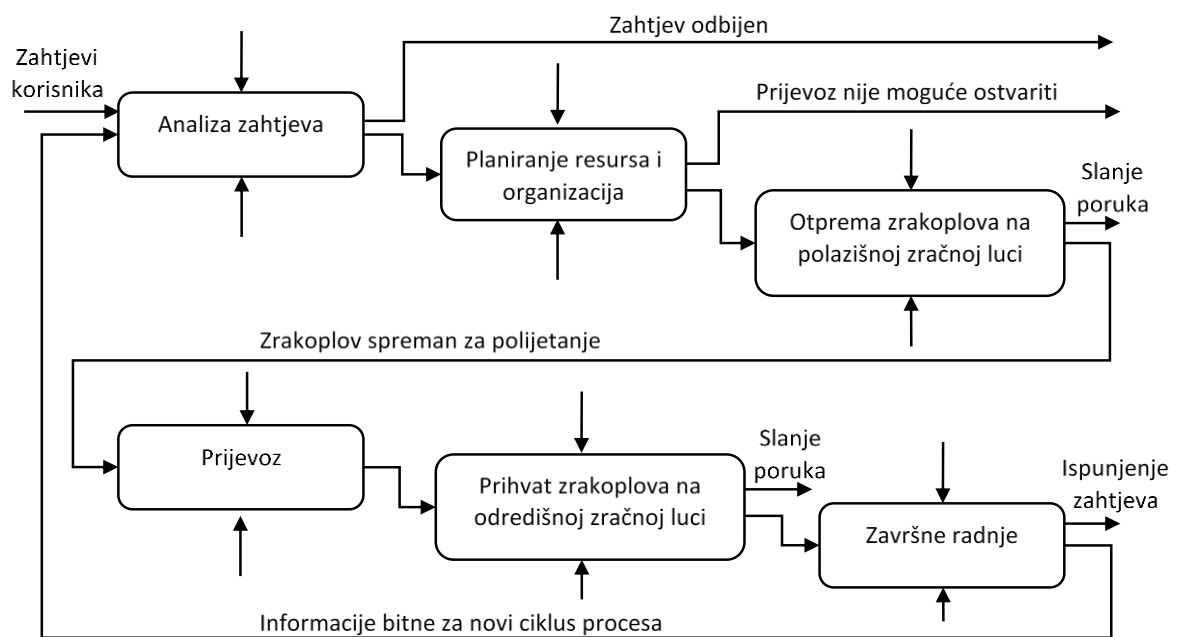 Zahtjev odbijen
Zahtjevi
korisnika
Analiza zahtjeva
Prijevoz nije moguće ostvariti
Planiranje resursa i
organizacija
Slanje
poruka
Otprema zrakoplova na
polazišnoj zračnoj luci
Zrakoplov spreman za polijetanje
Prijevoz
Prihvat zrakoplova na
odredišnoj zračnoj luci
Slanje
poruka
Završne radnje
Ispunjenje
zahtjeva
Informacije bitne za novi ciklus procesa